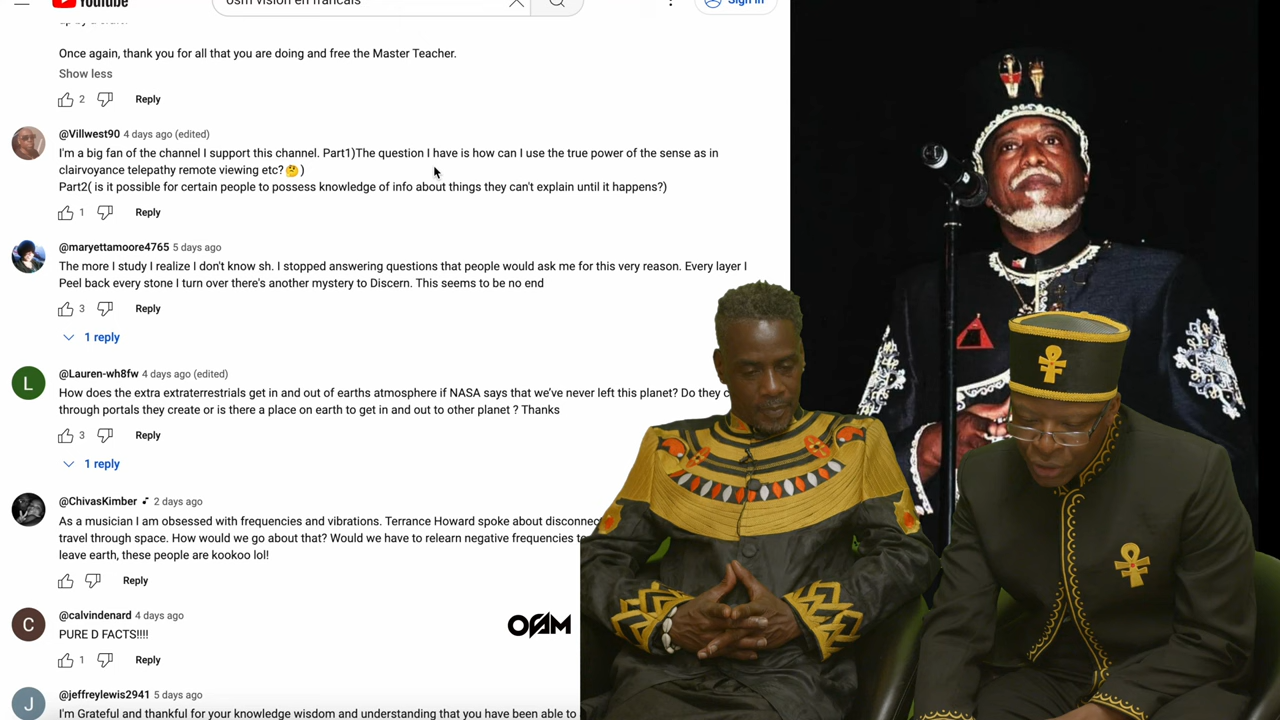 YouTube
osm vision en francais
Sign in
Once again, thank you for all that you are doing and free the Master Teacher.
Show less
2 Reply
@Villwest90 4 days ago (edited)
I'm a big fan of the channel I support this channel. Part1)The question I have is how can I use the true power of the sense as in
clairvoyance telepathy remote viewing etc?🤔)
Part2( is it possible for certain people to possess knowledge of info about things they can't explain until it happens?)
1 Reply
@maryettamoore4765 5 days ago
The more I study I realize I don't know sh. I stopped answering questions that people would ask me for this very reason. Every layer I
Peel back every stone I turn over there's another mystery to Discern. This seems to be no end
3 Reply
1 reply
L @Lauren-wh8fw 4 days ago (edited)
How does the extra extraterrestrials get in and out of earths atmosphere if NASA says that we've never left this planet? Do they
through portals they create or is there a place on earth to get in and out to other planet ? Thanks
3 Reply
1 reply
@ChivasKimber 2 days ago
As a musician I am obsessed with frequencies and vibrations. Terrance Howard spoke about
travel through space. How would we go about that? Would we have to relearn negative frequencies
leave earth, these people are kookoo lol!
Reply
C @calvindenard 4 days ago
PURE D FACTS!!!!
1 Reply
J @jeffreylewis2941 5 days ago
I'm Grateful and thankful for your knowledge wisdom and understanding that you have been able to